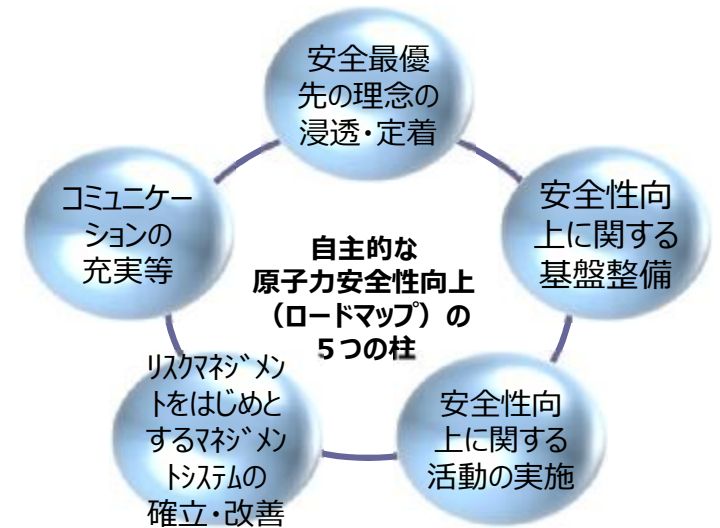 安全最優
先の理念の
浸透・定着
安全性向
上に関する
基盤整備
安全性向
上に関する
活動の実施
ﾘｽｸﾏﾈｼﾞﾒﾝ
ﾄをはじめと
するﾏﾈｼﾞﾒﾝ
ﾄｼｽﾃﾑの
確立・改善
コミュニケー
ションの
充実等
自主的な
原子力安全性向上
（ロードマップ）の
５つの柱